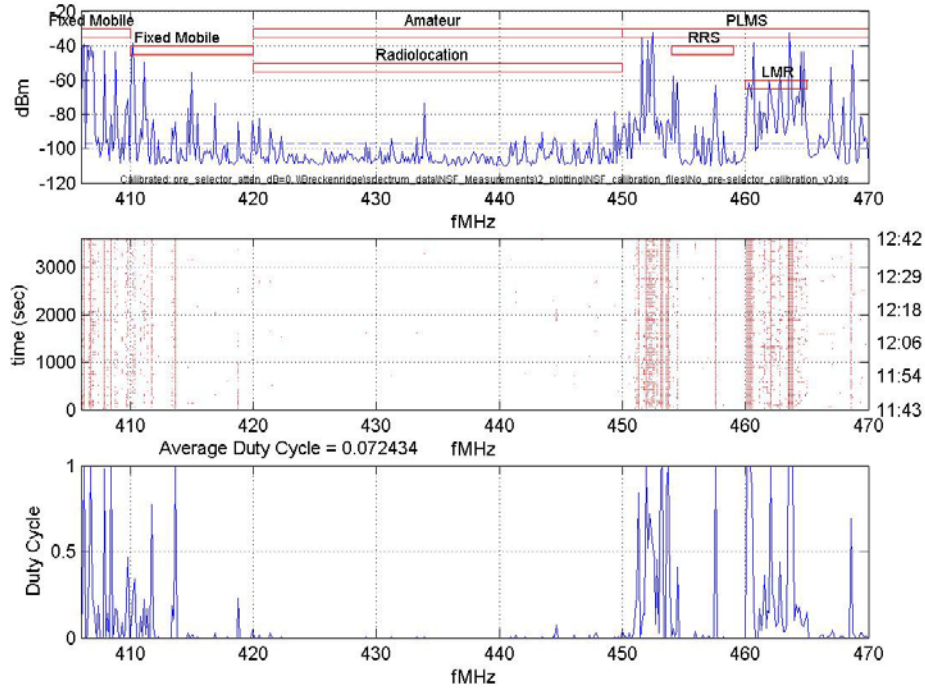 Fixed Mobile Amateur PLMS
Fixed Mobile RRS
Radiolocation
LMR
-20
-40
-60
-80
-100
-120
dBm
Calibrated: pre_selector_atten_dB=0, \\Breckenridge\spectrum_data\NSF_Measurements\2_plotting\NSF_calibration_files\No_pre-selector_calibration_v3.xls
410 420 430 440 450 460 470
fMHz
3000
2000
1000
0
time (sec)
12:42
12:29
12:18
12:06
11:54
11:43
410 420 430 440 450 460 470
Average Duty Cycle = 0.072434 fMHz
1
0.5
0
Duty Cycle
410 420 430 440 450 460 470
fMHz